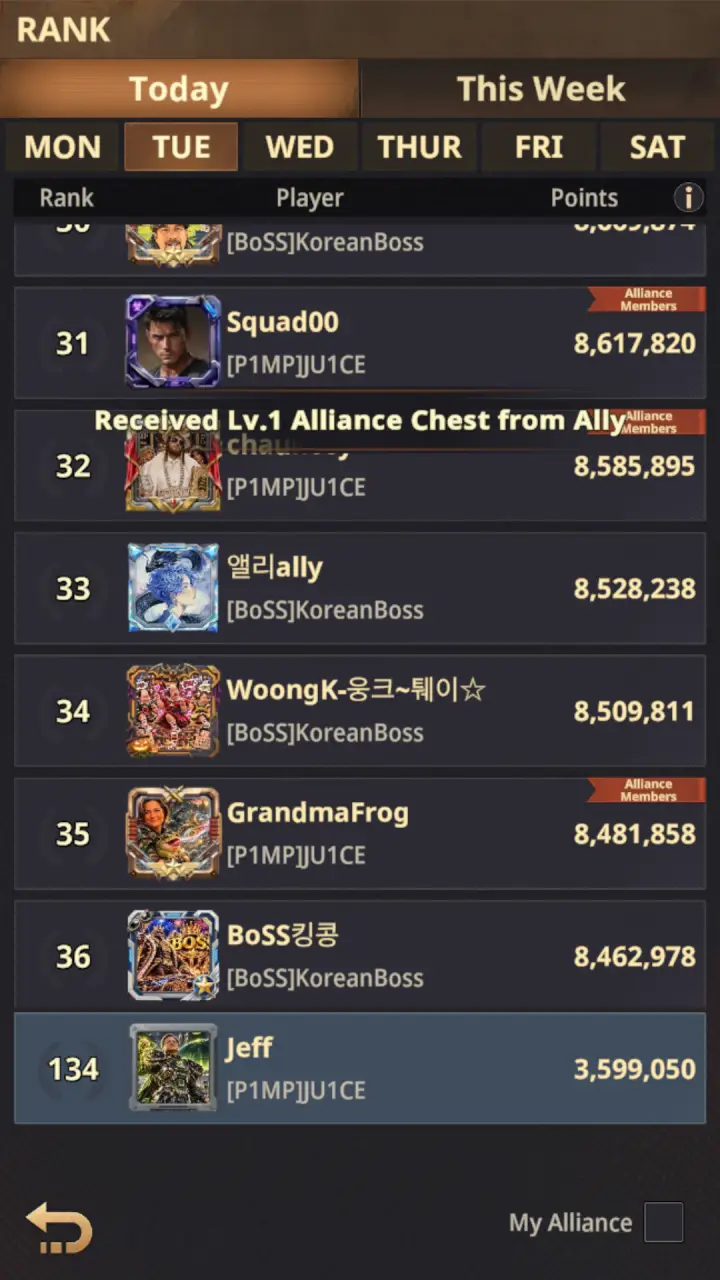 RANK
Today
This Week
MON
TUE
WED
THUR
FRI
SAT
Rank
Player
Points
i
[BoSS]KoreanBoss
31
Squad00
[P1MP]JU1CE
Alliance
Members
8,617,820
Received Lv.1 Alliance Chest from Ally
Alliance
Members
32
[P1MP]JU1CE
8,585,895
33
앨리ally
[BoSS]KoreanBoss
8,528,238
34
WoongK-웅크~퉤이☆
[BoSS]KoreanBoss
8,509,811
35
GrandmaFrog
[P1MP]JU1CE
Alliance
Members
8,481,858
36
BoSS킹콩
[BoSS]KoreanBoss
8,462,978
134
Jeff
[P1MP]JU1CE
3,599,050
My Alliance